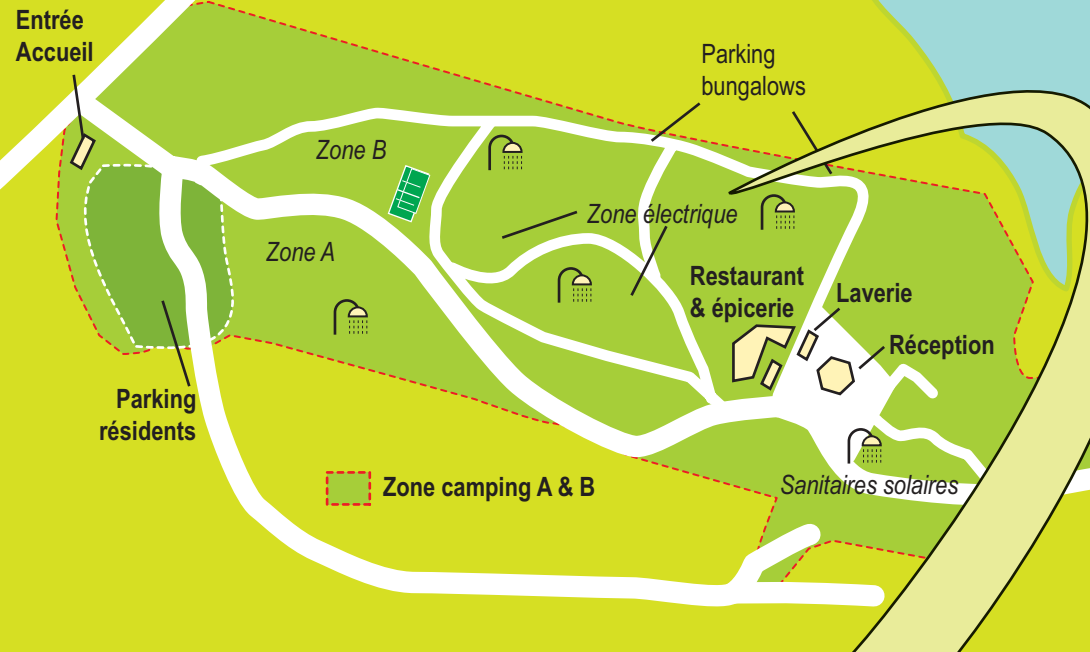 Entrée
Accueil
Parking
bungalows
Zone B
Zone électrique
Zone A
Restaurant
& épicerie
Laverie
Réception
Parking
résidents
Zone camping A & B
Sanitaires solaires